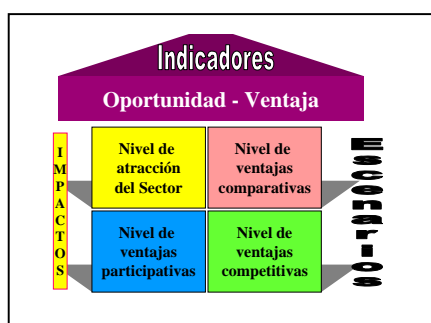 Indicadores
Oportunidad - Ventaja
IMPACTOS
Nivel de
atracción
del Sector
Nivel de
ventajas
comparativas
Nivel de
ventajas
participativas
Nivel de
ventajas
competitivas
Escenarios